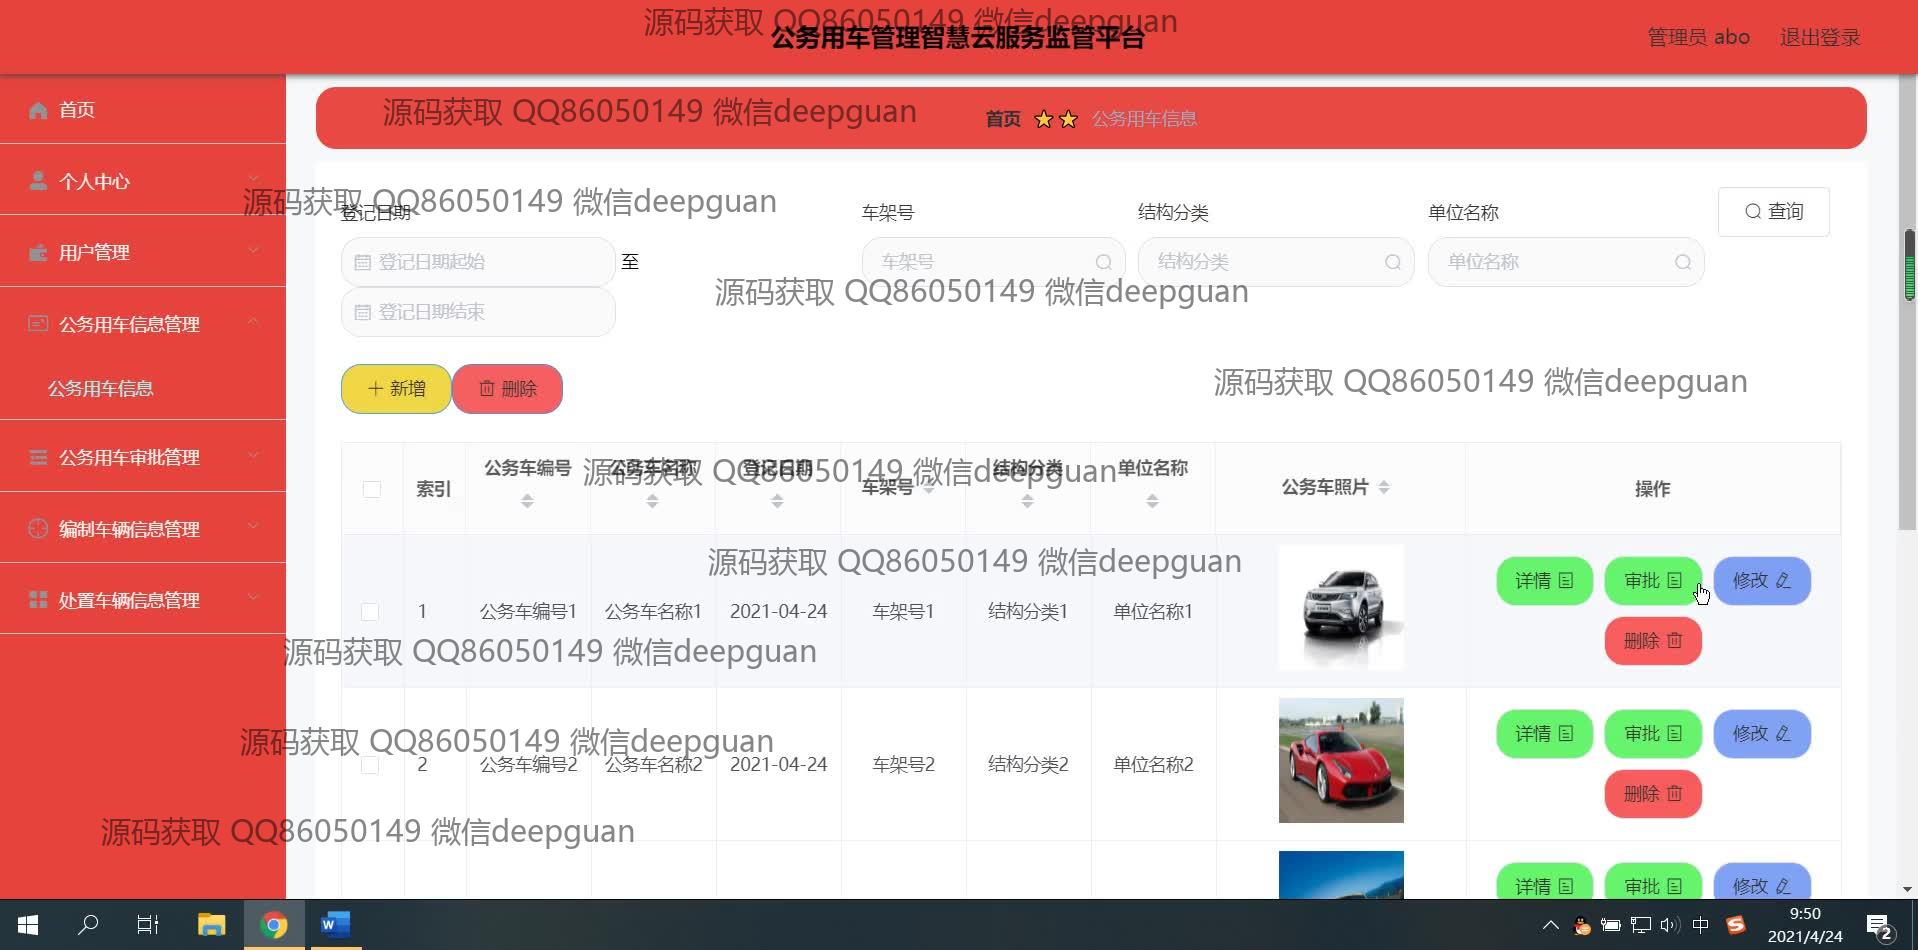 源码获取 QQ86050149 微信deepguan
公务用车管理智慧云服务监管平台
管理员 abo
退出登录
首页
个人中心
用户管理
公务用车信息管理
公务用车信息
公务用车审批管理
编制车辆信息管理
处置车辆信息管理
源码获取 QQ86050149 微信deepguan
首页
公务用车信息
源码获取 QQ86050149 微信deepguan
登记日期
车架号
结构分类
单位名称
查询
登记日期起始
至
车架号
结构分类
单位名称
源码获取 QQ86050149 微信deepguan
登记日期结束
新增
删除
源码获取 QQ86050149 微信deepguan
索引
公务车编号
公务车名称
登记日期
车架号
结构分类
单位名称
公务车照片
操作
源码获取 QQ86050149 微信deepguan
源码获取 QQ86050149 微信deepguan
1
公务车编号1
公务车名称1
2021-04-24
车架号1
结构分类1
单位名称1
详情
审批
修改
删除
源码获取 QQ86050149 微信deepguan
源码获取 QQ86050149 微信deepguan
2
公务车编号2
公务车名称2
2021-04-24
车架号2
结构分类2
单位名称2
详情
审批
修改
删除
源码获取 QQ86050149 微信deepguan
详情
审批
修改
W
中
S
9:50
2021/4/24
2